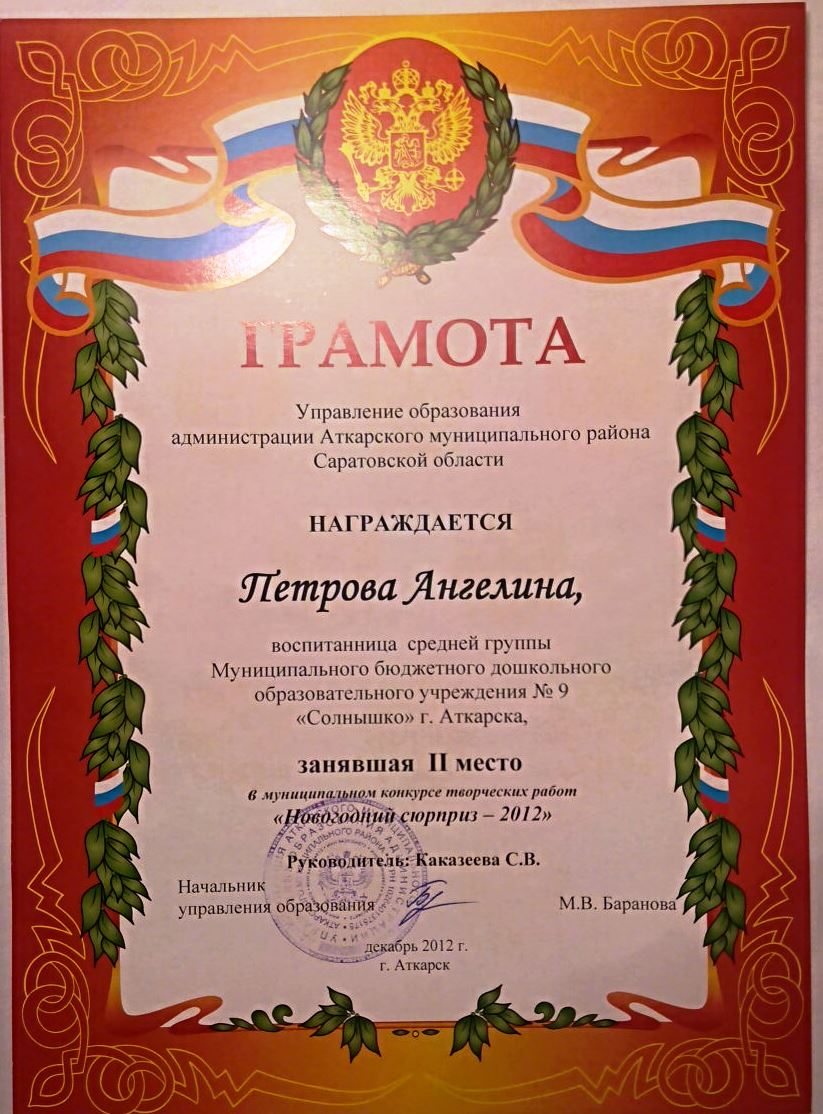 ГРАМОТА
Управление образования
администрации Аткарского муниципального района
Саратовской области
НАГРАЖДАЕТСЯ
Петрова Ангелина,
воспитанница средней группы
Муниципального бюджетного дошкольного
образовательного учреждения № 9
«Солнышко» г. Аткарска,
занявшая II место
в муниципальном конкурсе творческих работ
«Новогодний сюрприз – 2012»
Руководитель: Каказеева С.В.
Начальник
управления образования М.В. Баранова
декабрь 2012 г.
г. Аткарск